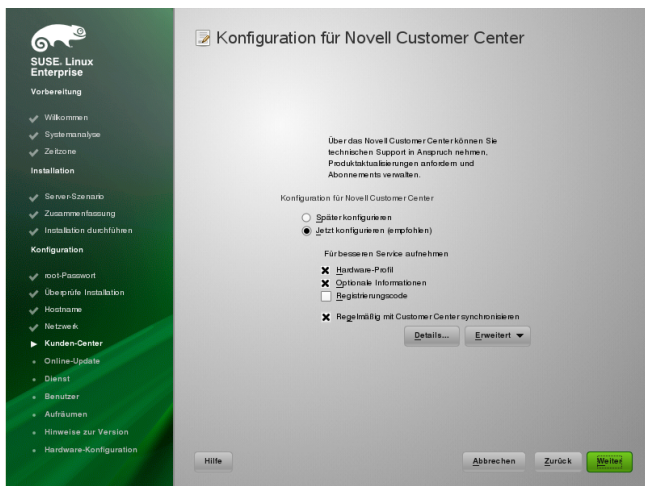 SUSE. Linux
Enterprise
Vorbereitung
Willkommen
Systemanalyse
Zeitzone
Installation
Server-Szenario
Zusammenfassung
Installation durchführen
Konfiguration
root-Passwort
Überprüfe Installation
Hostname
Netzwerk
Kunden-Center
Online-Update
Dienst
Benutzer
Aufräumen
Hinweise zur Version
Hardware-Konfiguration
Konfiguration für Novell Customer Center
Über das Novell Customer Center können Sie
technischen Support in Anspruch nehmen,
Produktaktualisierungen anfordern und
Abonnements verwalten.
Konfiguration für Novell Customer Center
Später konfigurieren
Jetzt konfigurieren (empfohlen)
Für besseren Service aufnehmen
Hardware-Profil
Optionale Informationen
Registrierungscode
Regelmäßig mit Customer Center synchronisieren
Details... Erweitert
Hilfe Abbrechen Zurück Weiter